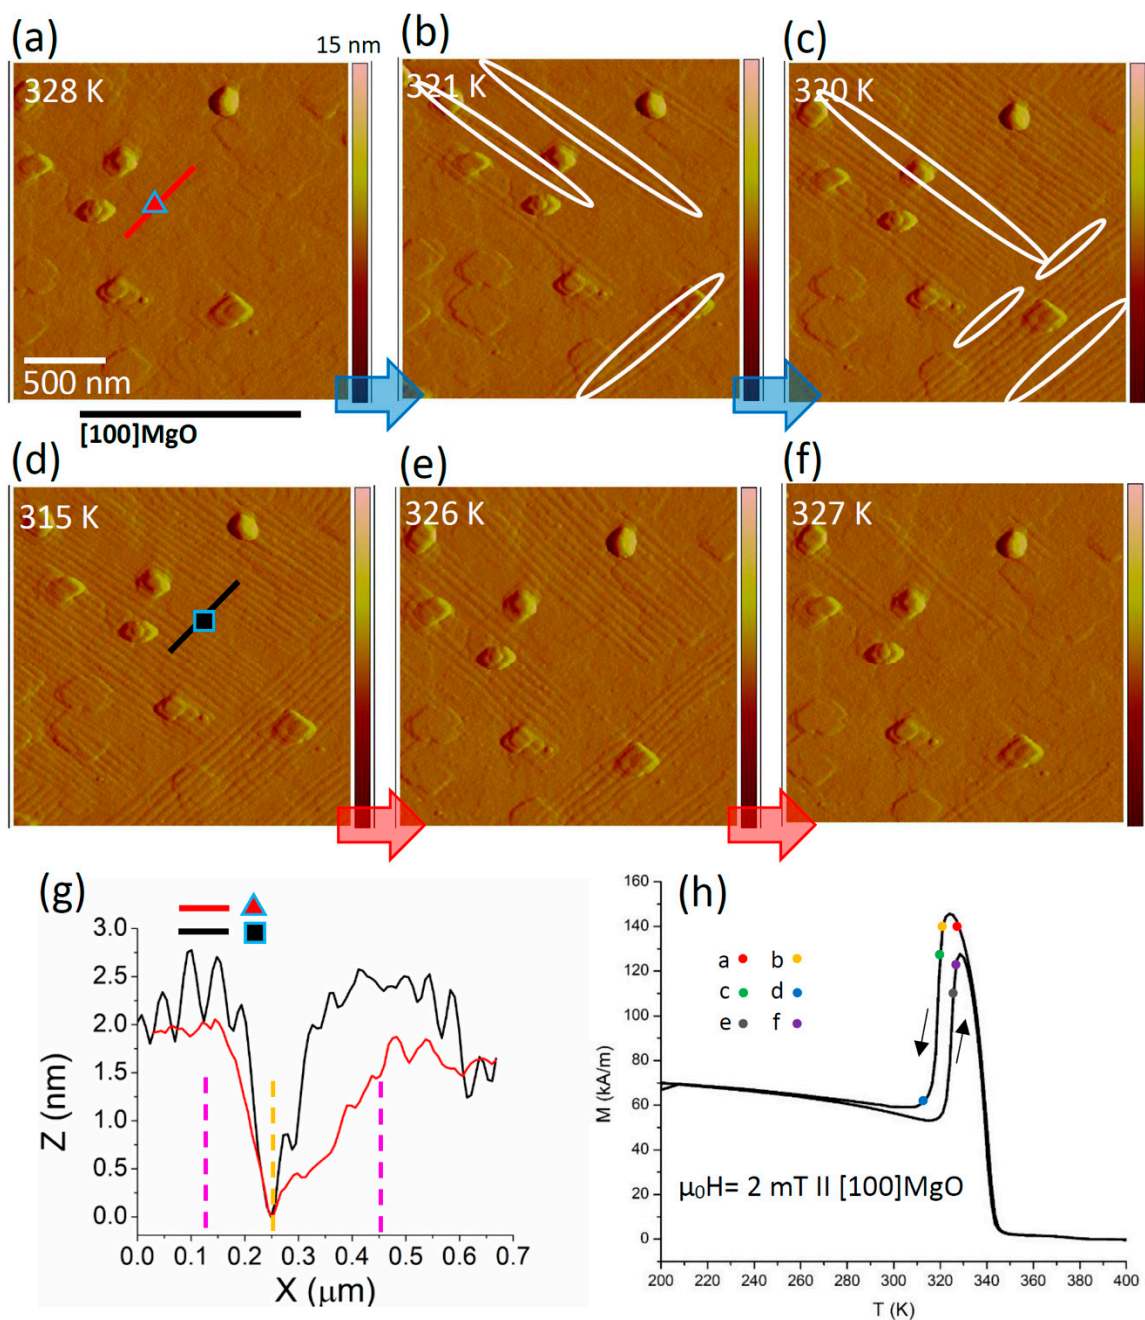 (a)
(b)
(c)
15 nm
328 K
321 K
320 K
500 nm
[100]MgO
(d)
(e)
(f)
315 K
326 K
327 K
(g)
3.0
2.5
2.0
1.5
1.0
0.5
0.0
Z (nm)
0.0 0.1 0.2 0.3 0.4 0.5 0.6 0.7
X (μm)
(h)
160
140
120
100
80
60
40
20
0
M (kA/m)
a b
c d
e f
μ₀H= 2 mT II [100]MgO
200 220 240 260 280 300 320 340 360 380 400
T (K)